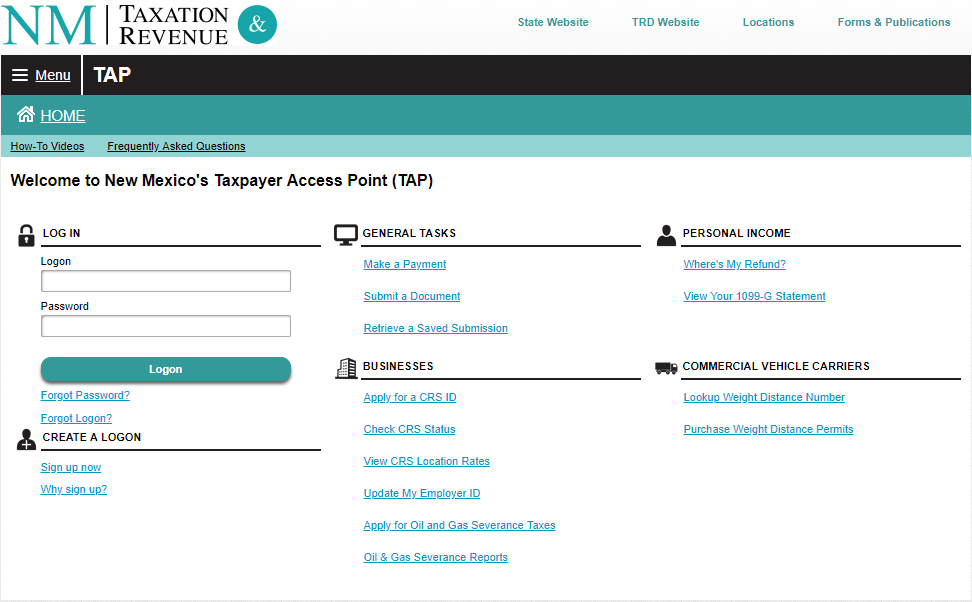 NM TAXATION & REVENUE
State Website
TRD Website
Locations
Forms & Publications
Menu
TAP
HOME
How-To Videos
Frequently Asked Questions
Welcome to New Mexico's Taxpayer Access Point (TAP)
LOG IN
Logon
Password
Logon
Forgot Password?
Forgot Logon?
CREATE A LOGON
Sign up now
Why sign up?
GENERAL TASKS
Make a Payment
Submit a Document
Retrieve a Saved Submission
BUSINESSES
Apply for a CRS ID
Check CRS Status
View CRS Location Rates
Update My Employer ID
Apply for Oil and Gas Severance Taxes
Oil & Gas Severance Reports
PERSONAL INCOME
Where's My Refund?
View Your 1099-G Statement
COMMERCIAL VEHICLE CARRIERS
Lookup Weight Distance Number
Purchase Weight Distance Permits